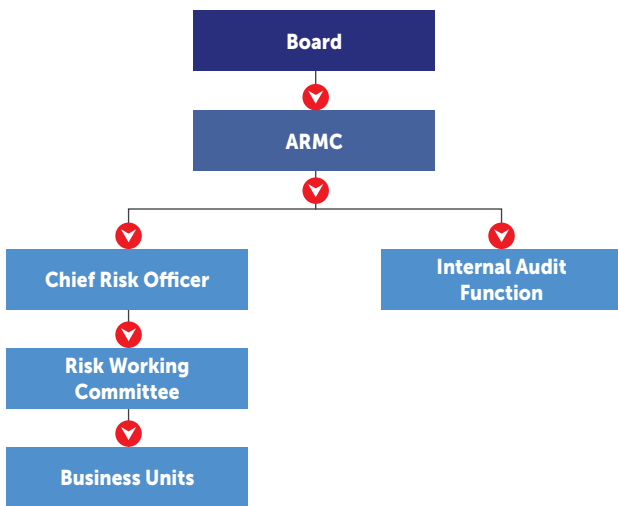 Board
ARMC
Chief Risk Officer
Internal Audit
Function
Risk Working
Committee
Business Units